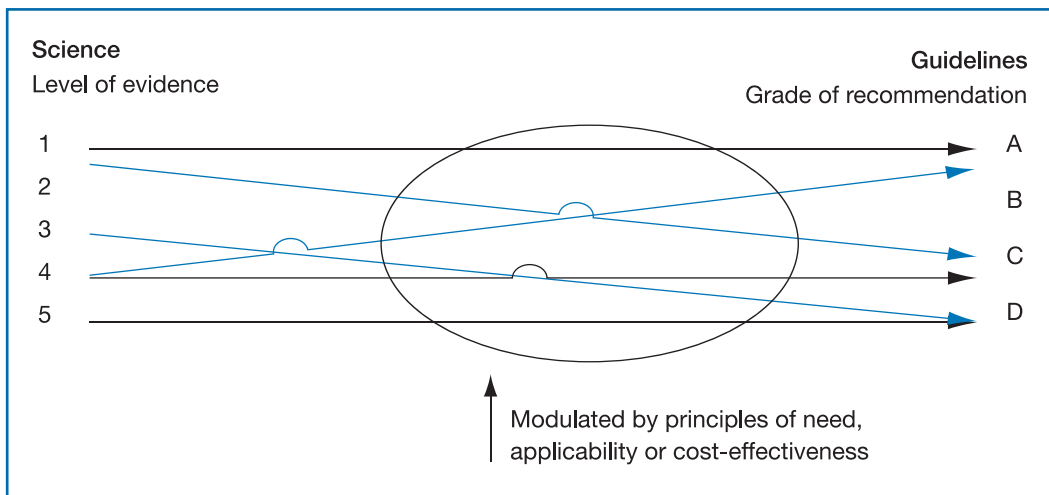 Science
Level of evidence
Guidelines
Grade of recommendation
1
2
3
4
5
A
B
C
D
Modulated by principles of need,
applicability or cost-effectiveness